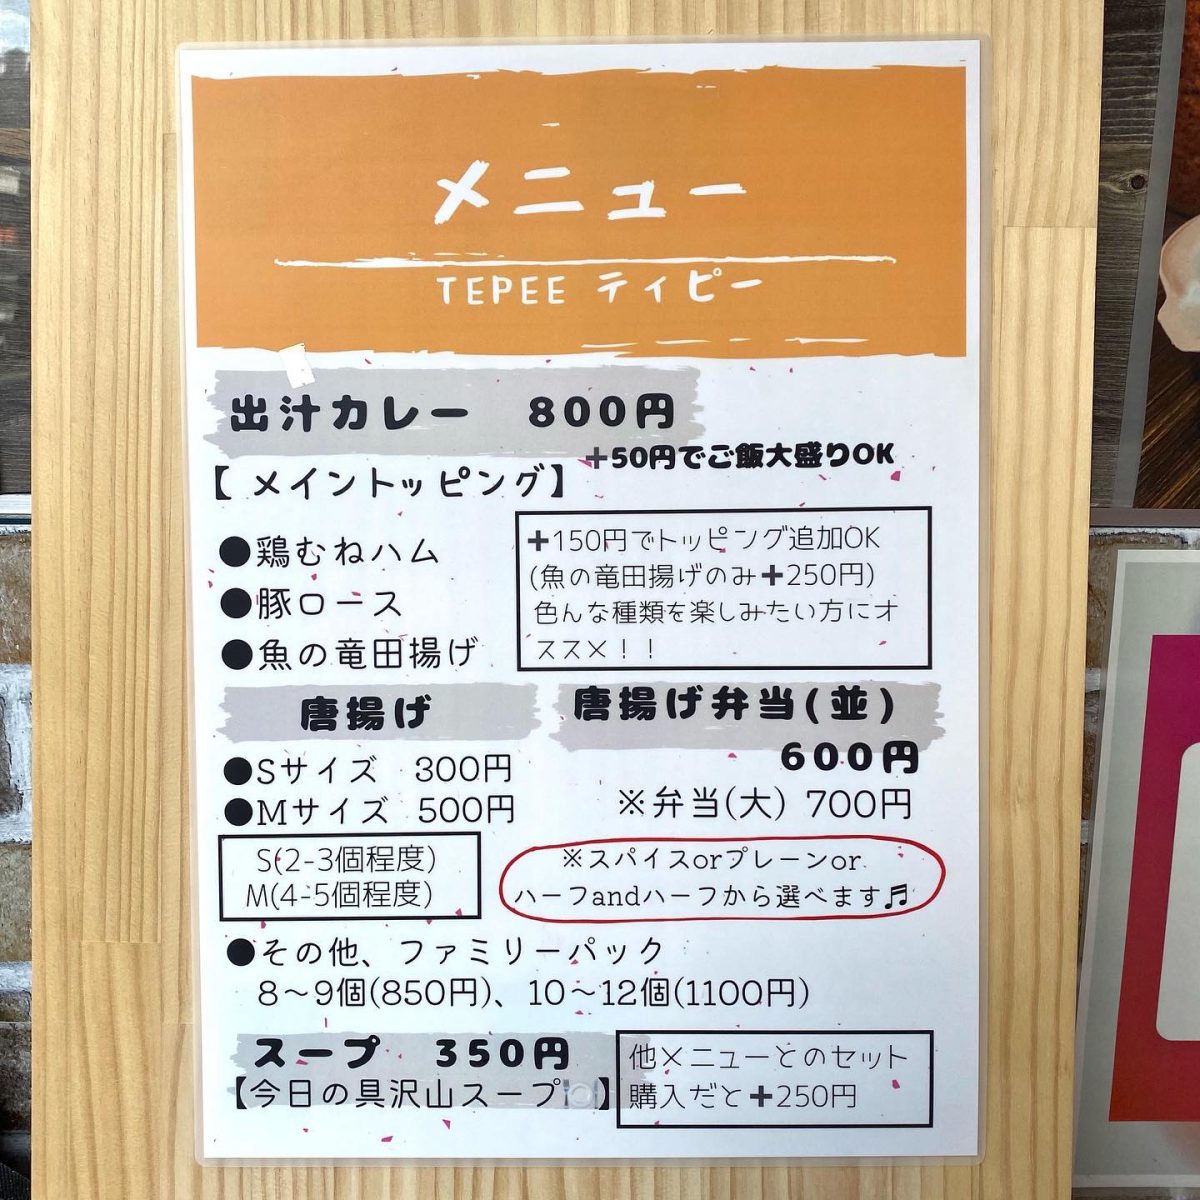 メニュー
TEPEE ティピー
出汁カレー 800円
+50円でご飯大盛りOK
【メイントッピング】
●鶏むねハム
●豚ロース
●魚の竜田揚げ
+150円でトッピング追加OK
(魚の竜田揚げのみ+250円)
色んな種類を楽しみたい方にオ
ススメ！！
唐揚げ
●Sサイズ 300円
●Mサイズ 500円
S(2-3個程度)
M(4-5個程度)
唐揚げ弁当(並)
600円
※弁当(大) 700円
※スパイスorプレーンor
ハーフandハーフから選べます♬
●その他、ファミリーパック
8～9個(850円)、10～12個(1100円)
スープ 350円
【今日の具沢山スープ🍽】
他メニューとのセット
購入だと+250円